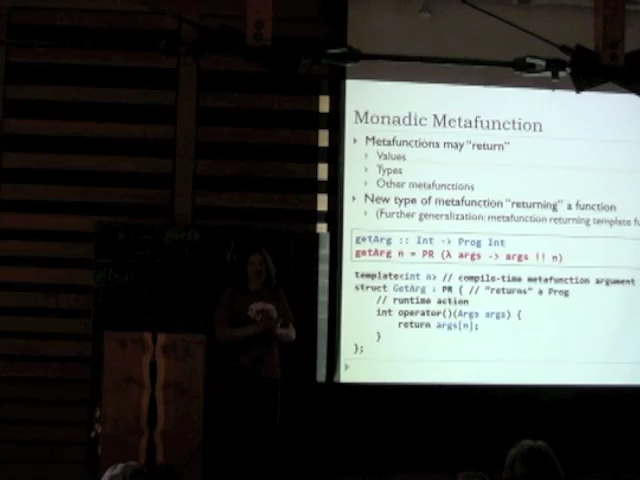 Monadic Metafunction
Metafunctions may "return"
Values
Types
Other metafunctions
New type of metafunction "returning" a function
(Further generalization: metafunction returning template fu
getArg :: Int -> Prog Int
getArg n = PR (λ args -> args !! n)
template<int n> // compile-time metafunction argument
struct GetArg : PR { // "returns" a Prog
// runtime action
int operator()(Args args) {
return args[n];
}
};